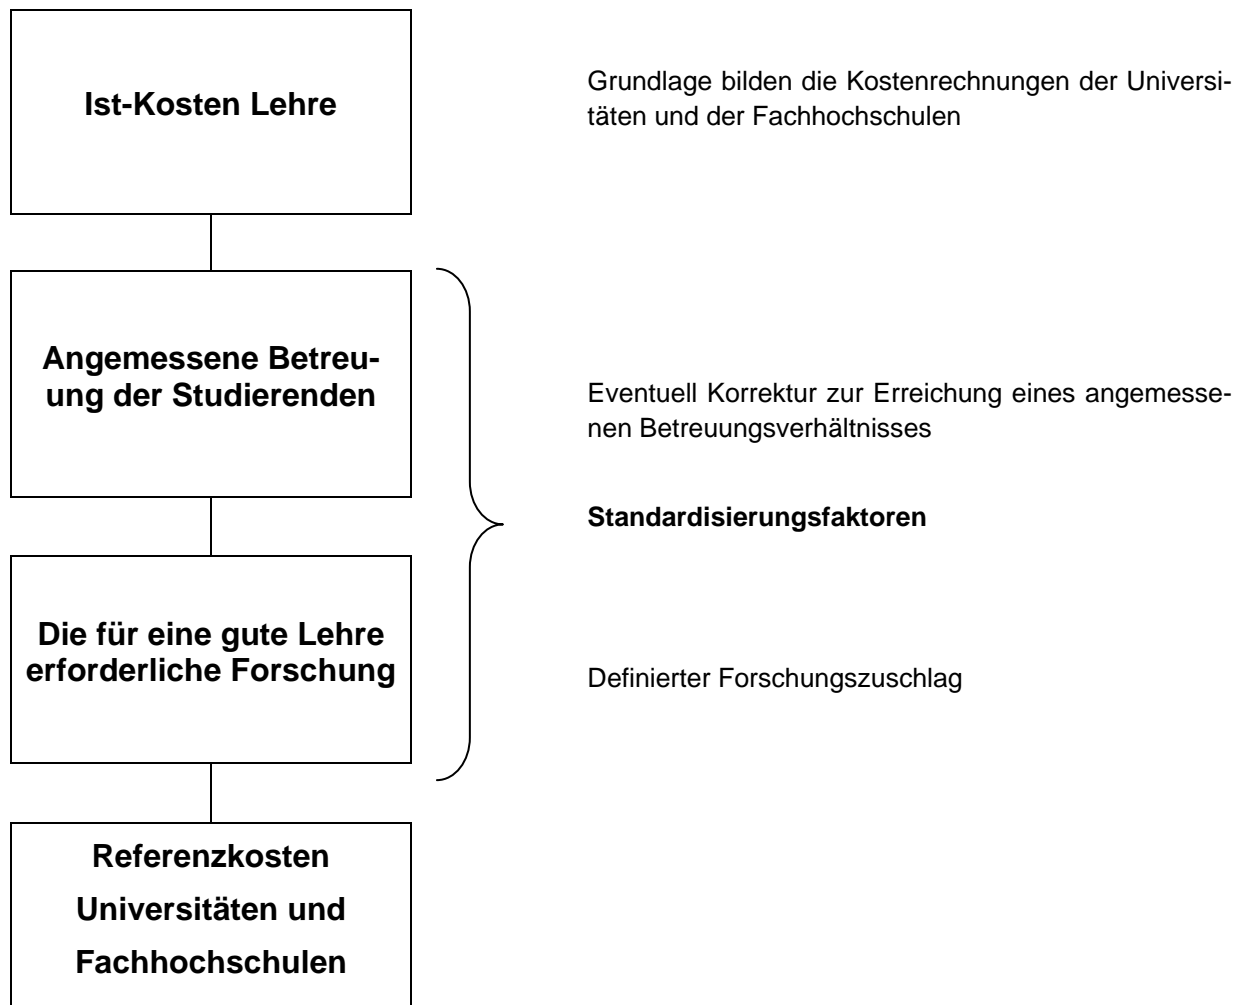 Ist-Kosten Lehre
Grundlage bilden die Kostenrechnungen der Universi-
täten und der Fachhochschulen
Angemessene Betreu-
ung der Studierenden
Eventuell Korrektur zur Erreichung eines angemesse-
nen Betreuungsverhältnisses
Standardisierungsfaktoren
Die für eine gute Lehre
erforderliche Forschung
Definierter Forschungszuschlag
Referenzkosten
Universitäten und
Fachhochschulen